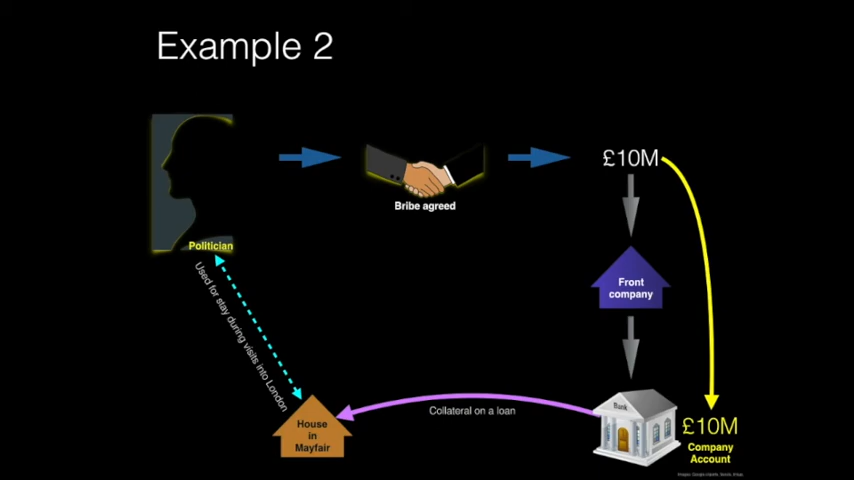 Example 2
£10M
Bribe agreed
Politician
Used for stay during visits into London
Front
company
Bank
Collateral on a loan
£10M
Company
Account
House
in
Mayfair